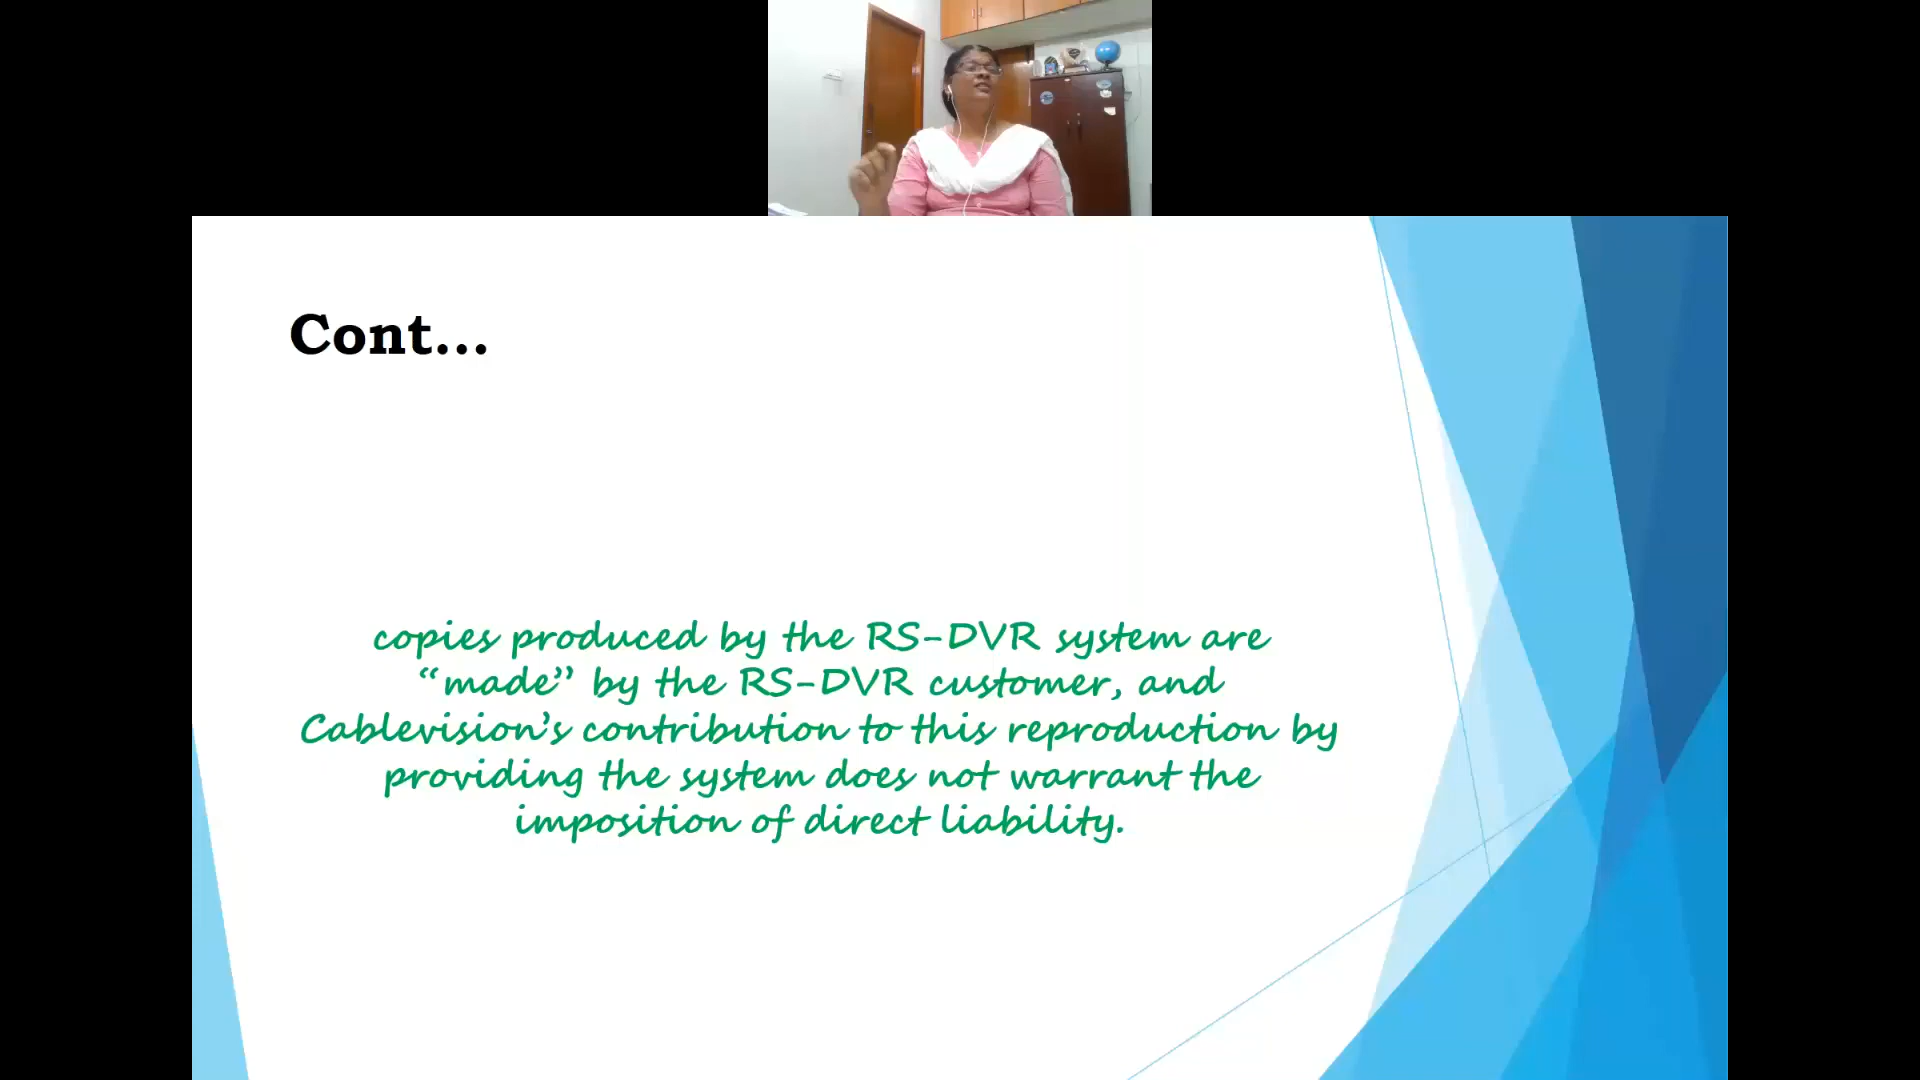 Cont...
copies produced by the RS-DVR system are
“made” by the RS-DVR customer, and
Cablevision’s contribution to this reproduction by
providing the system does not warrant the
imposition of direct liability.